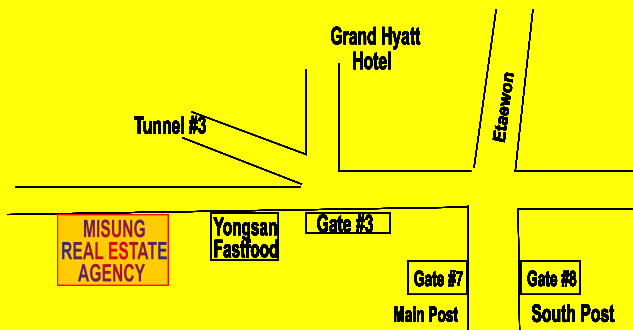 Grand Hyatt
Hotel
Etaewon
Tunnel #3
MISUNG
REAL ESTATE
AGENCY
Yongsan
Fastfood
Gate #3
Gate #7
Gate #8
Main Post
South Post